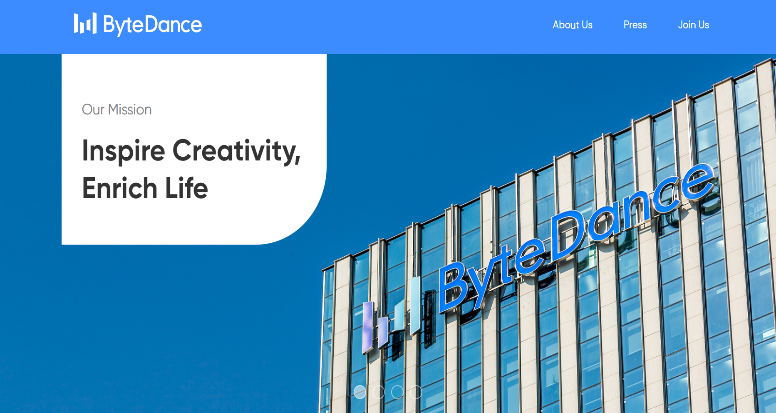 ByteDance
About Us
Press
Join Us
Our Mission
Inspire Creativity,
Enrich Life
ByteDance